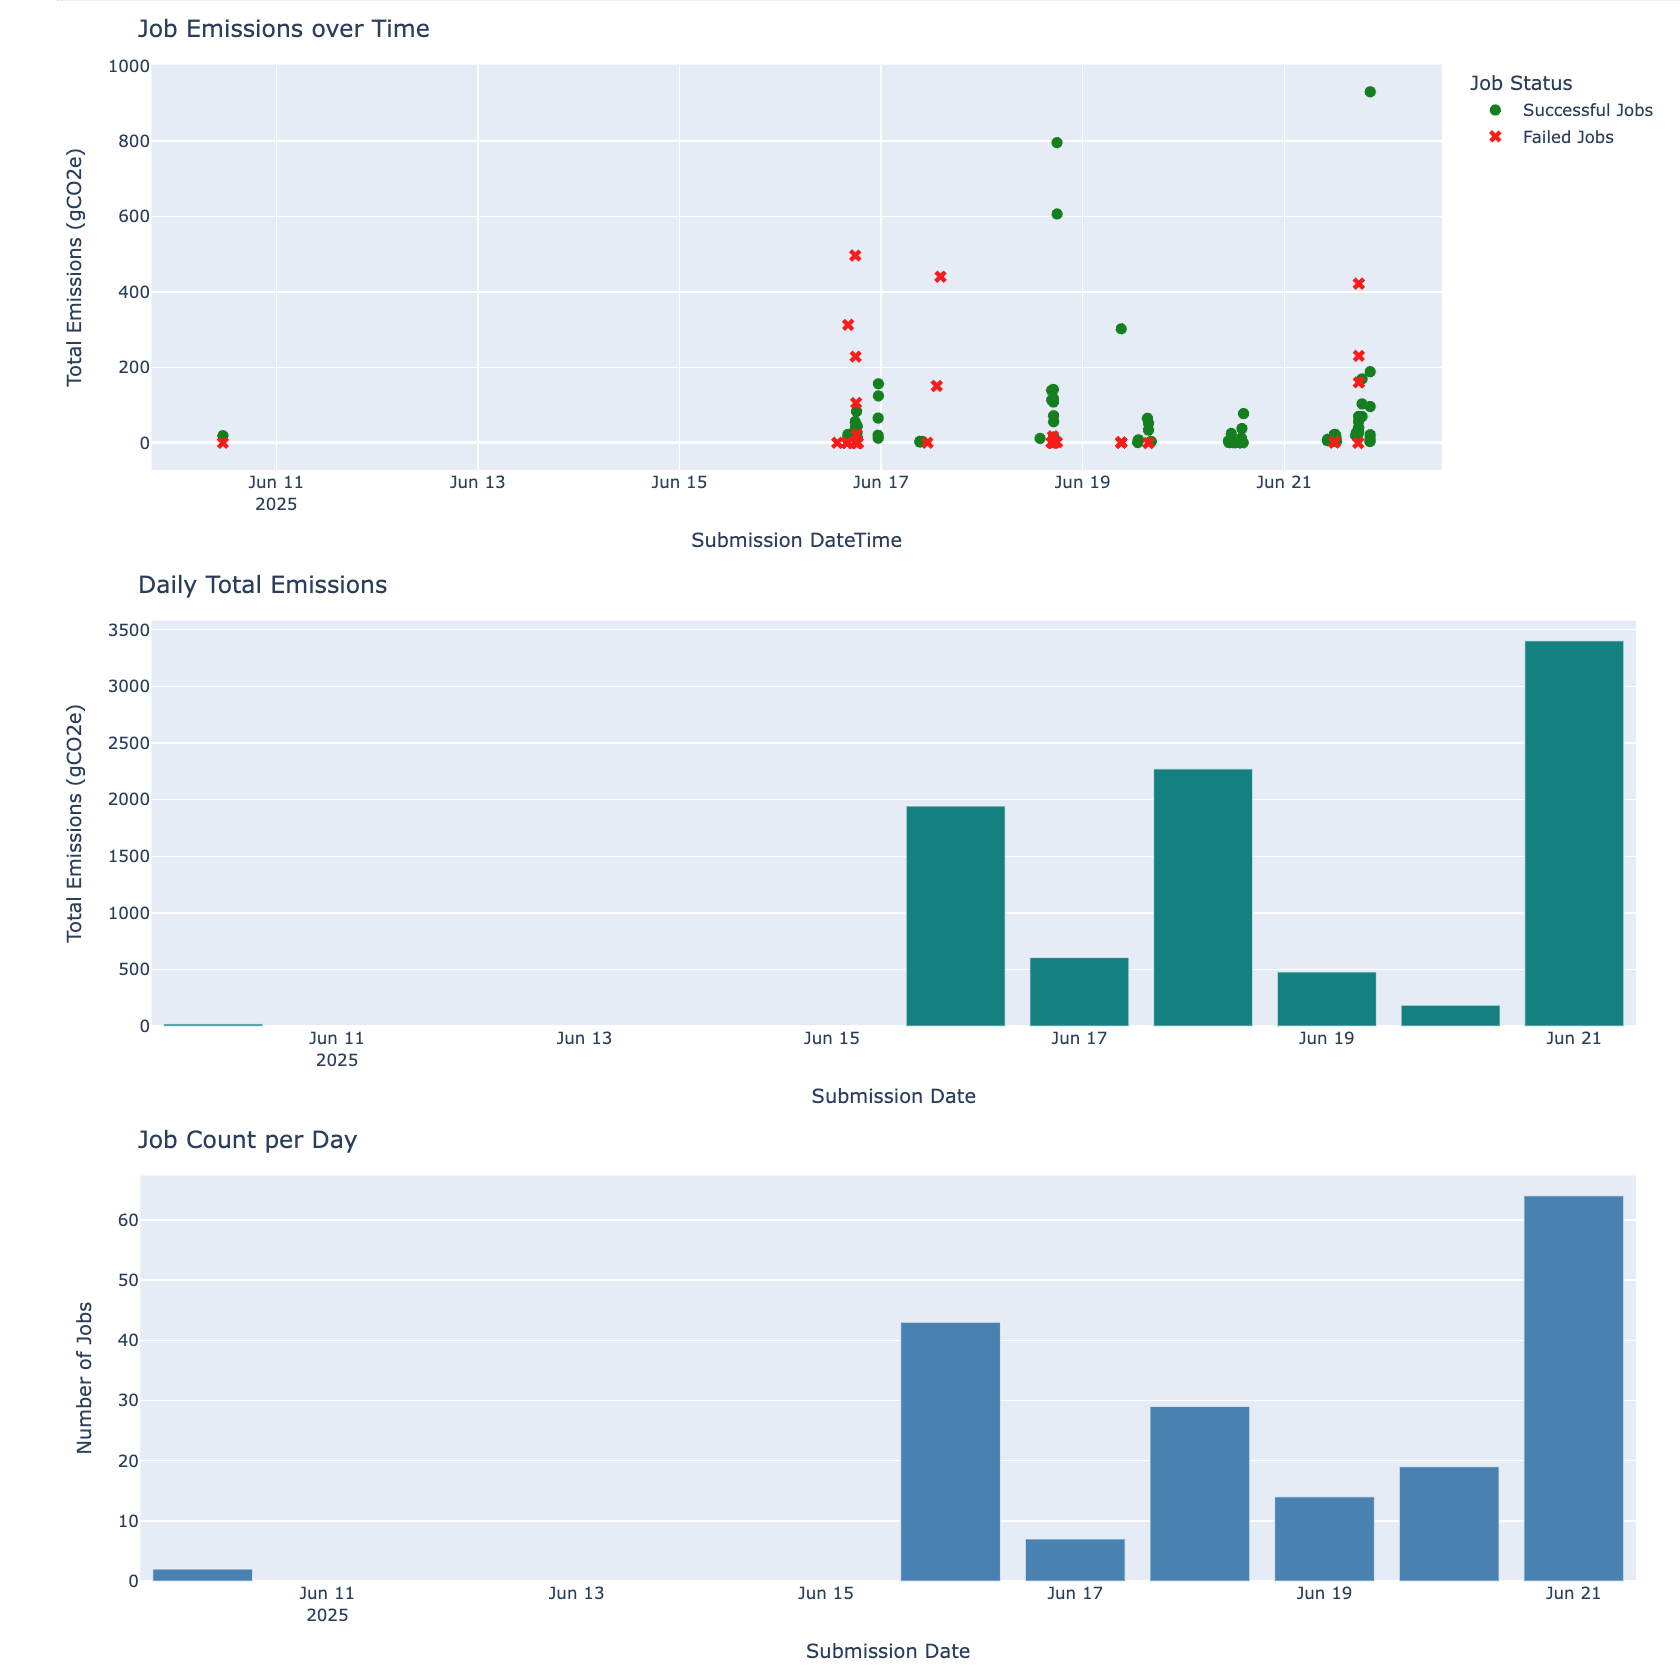 Job Emissions over Time
Total Emissions (gCO2e)
1000
800
600
400
200
0
Jun 11
2025
Jun 13
Jun 15
Jun 17
Jun 19
Jun 21
Submission DateTime
Job Status
Successful Jobs
Failed Jobs
Daily Total Emissions
Total Emissions (gCO2e)
3500
3000
2500
2000
1500
1000
500
0
Jun 11
2025
Jun 13
Jun 15
Jun 17
Jun 19
Jun 21
Submission Date
Job Count per Day
Number of Jobs
60
50
40
30
20
10
0
Jun 11
2025
Jun 13
Jun 15
Jun 17
Jun 19
Jun 21
Submission Date